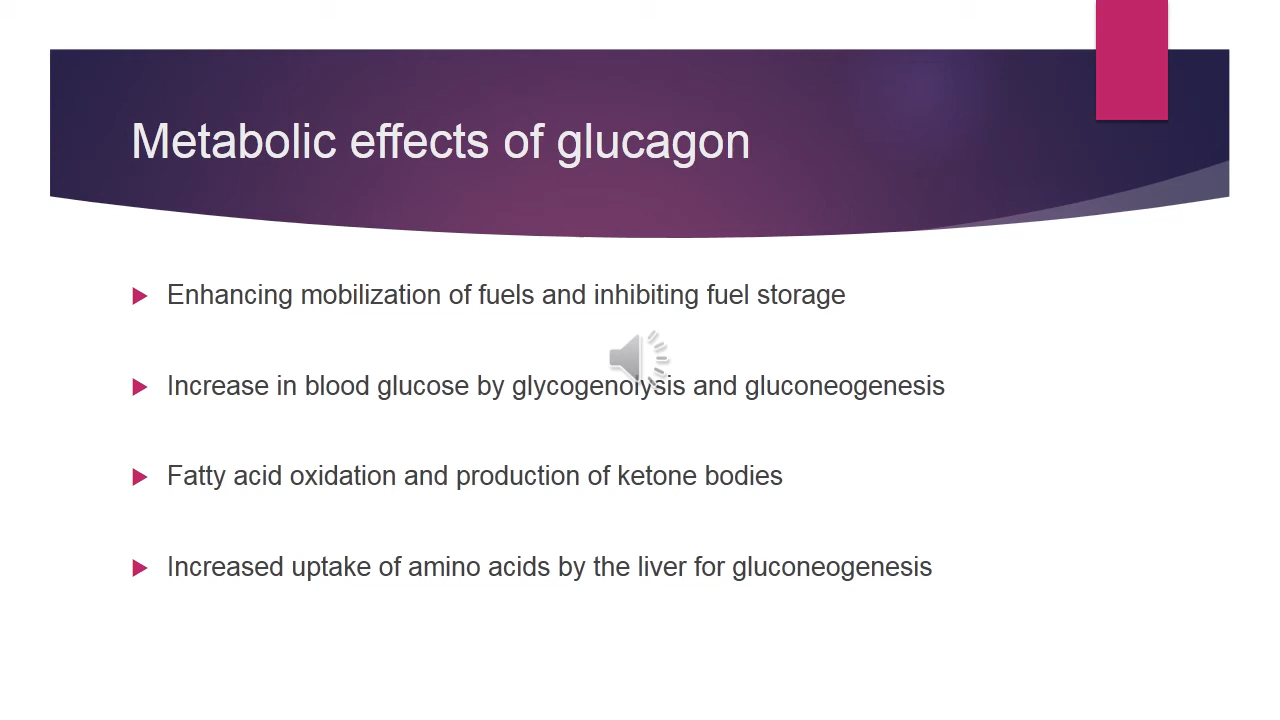 Metabolic effects of glucagon
Enhancing mobilization of fuels and inhibiting fuel storage
Increase in blood glucose by glycogenolysis and gluconeogenesis
Fatty acid oxidation and production of ketone bodies
Increased uptake of amino acids by the liver for gluconeogenesis